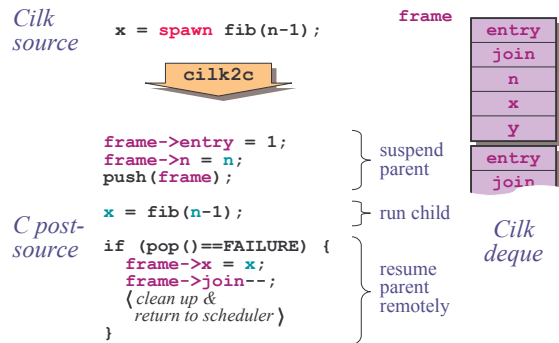 Cilk
source
x = spawn fib(n-1);
cilk2c
frame
entry
join
n
x
y
entry
join
Cilk
deque
C post-
source
frame->entry = 1;
frame->n = n;
push(frame);
suspend
parent
x = fib(n-1);
run child
if (pop()==FAILURE) {
frame->x = x;
frame->join--;
⟨clean up &
return to scheduler⟩
}
resume
parent
remotely